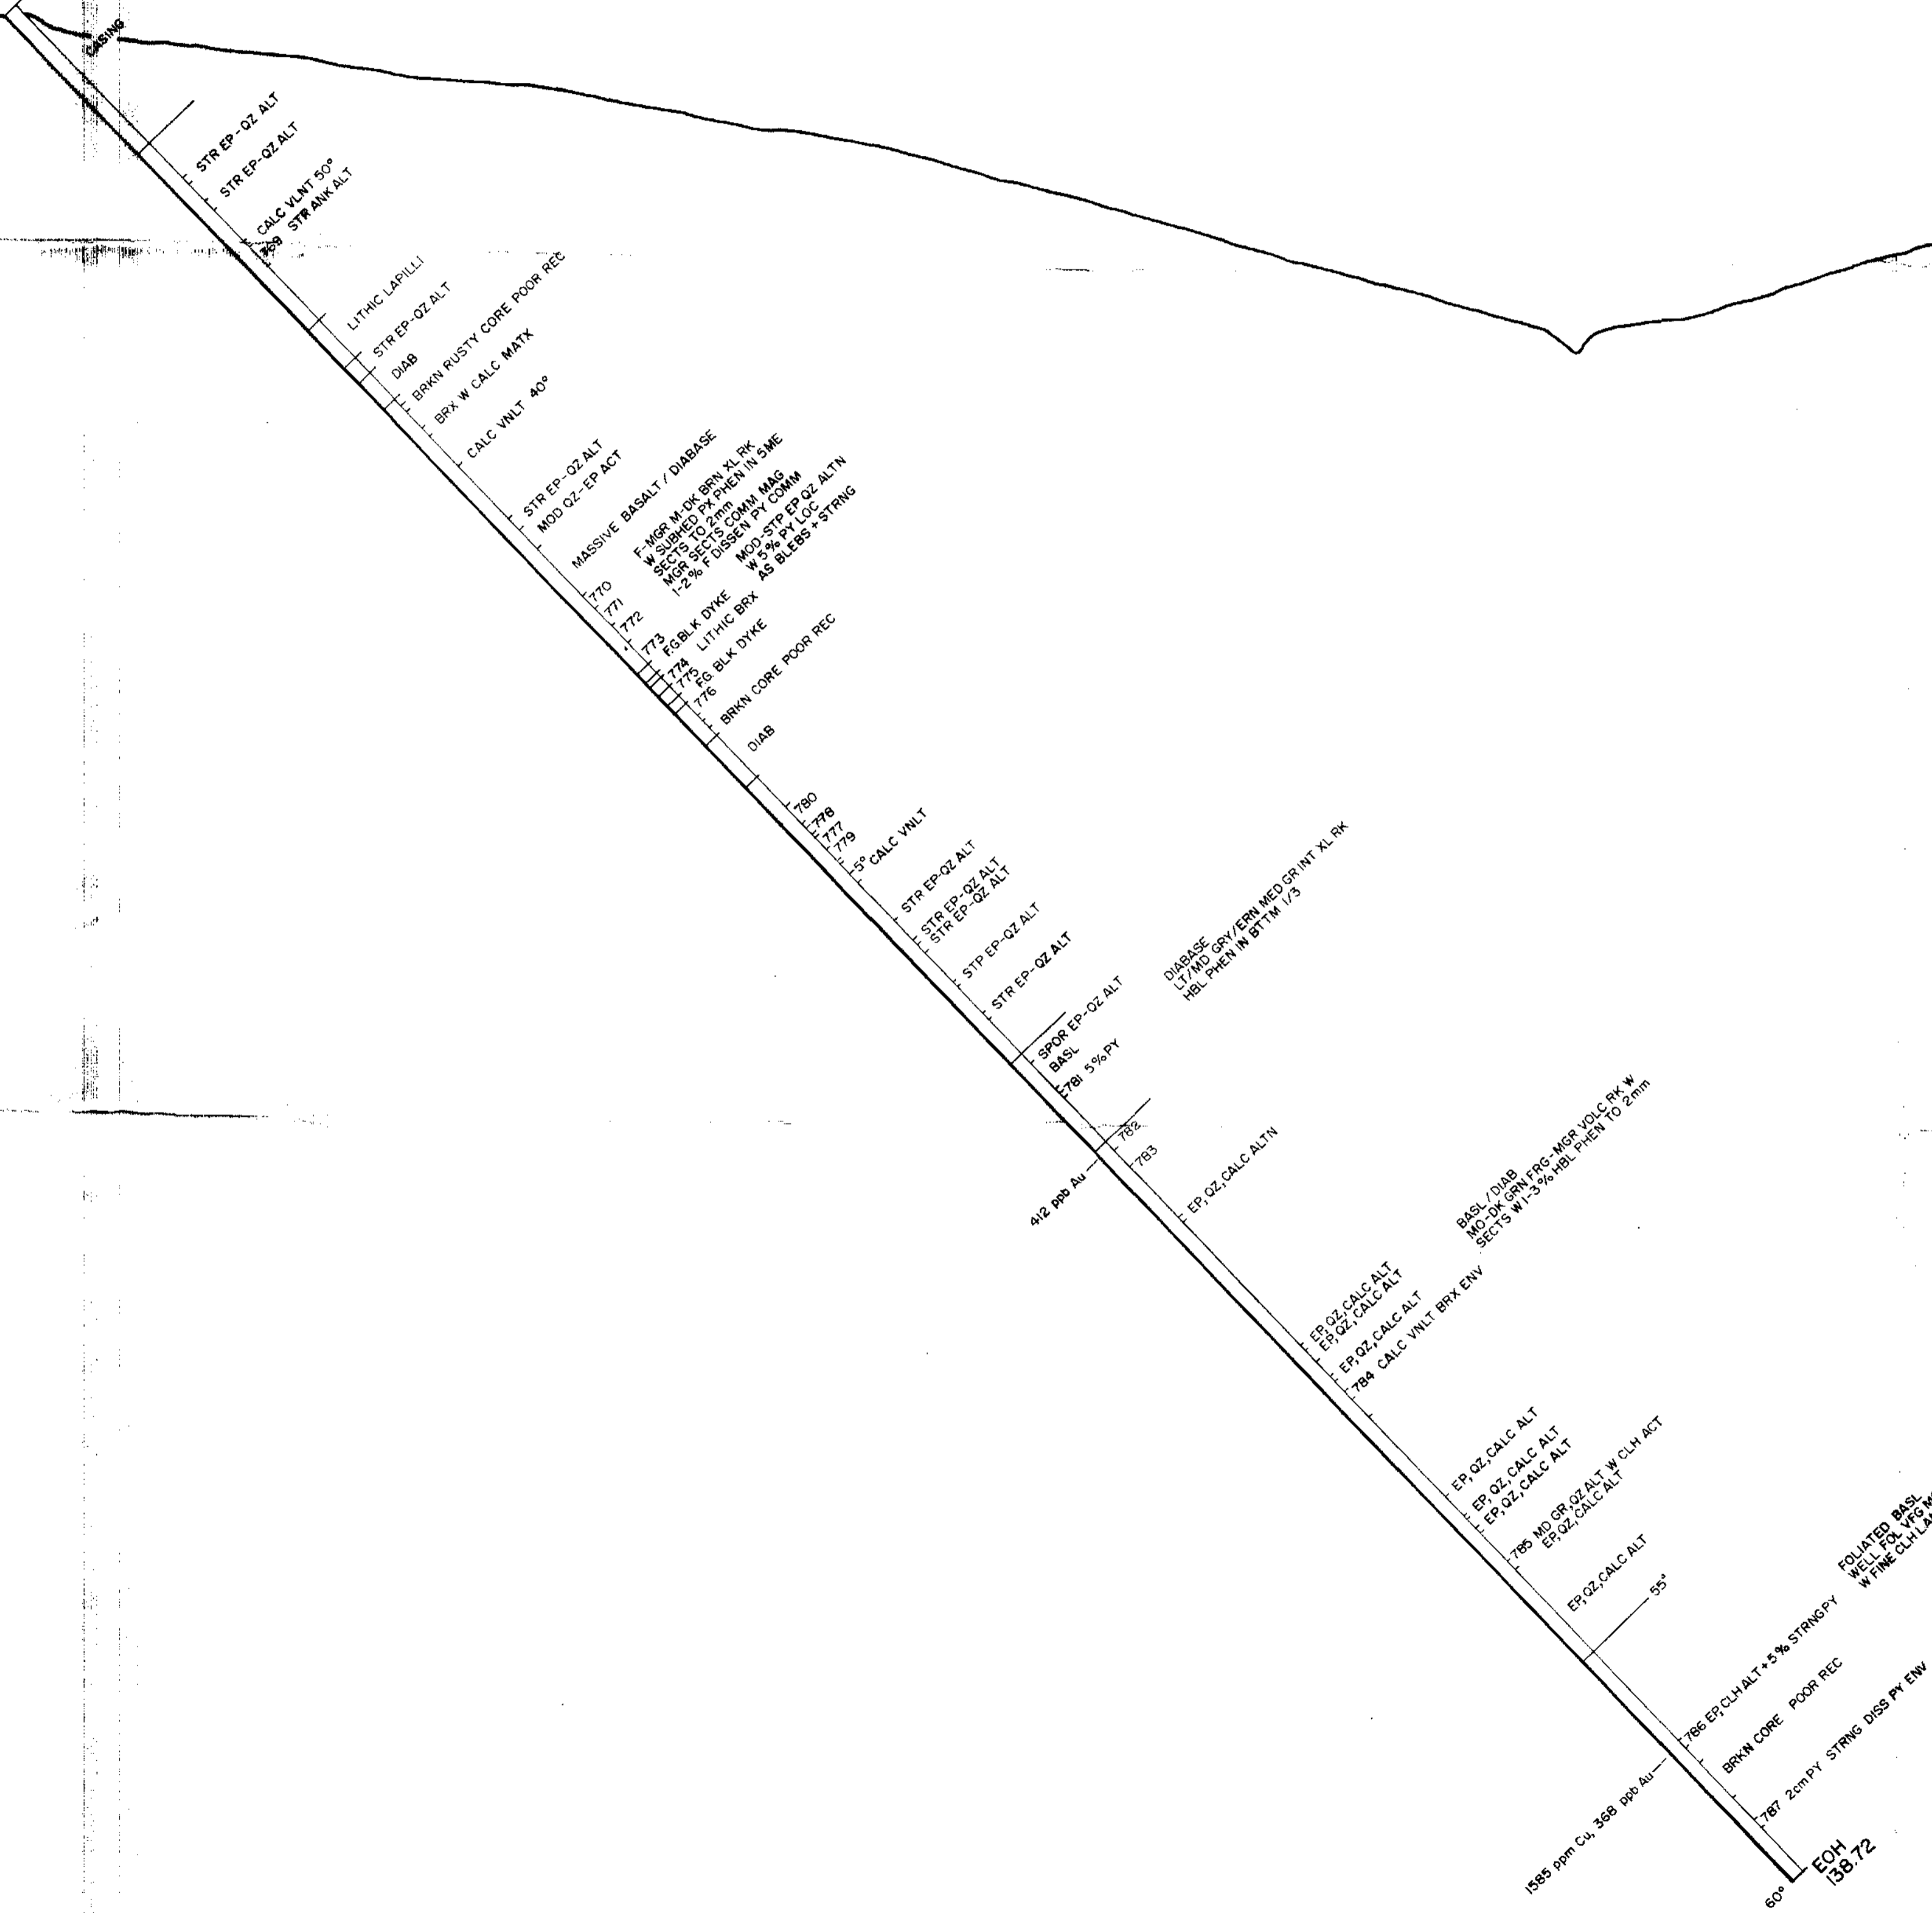 CASING
STR EP-QZ ALT
STR EP-QZ ALT
CALC VLNT 50°
769 STR ANK ALT
LITHIC LAPILLI
STR EP-QZ ALT
DIAB
BRKN RUSTY CORE POOR REC
BRX W CALC MATX
CALC VNLT 40°
STR EP-QZ ALT
MOD QZ-EP ACT
MASSIVE BASALT / DIABASE
F-MGR M-DK BRN XL RK
W SUBHED PX PHEN IN SME
SECTS TO 2mm
MGR SECTS COMM MAG
1-2% F DISSEN PY COMM
MOD-STP EP QZ ALTN
W 5% PY LOC
AS BLEBS + STRNG
770
771
772
773
F.G.BLK DYKE
774 LITHIC BRX
775
F.G. BLK DYKE
776
BRKN CORE POOR REC
DIAB
780
778
777
779
5° CALC VNLT
STR EP-QZ ALT
STR EP-QZ ALT
STR EP-QZ ALT
STP EP-QZ ALT
STR EP-QZ ALT
DIABASE
LT/MD GRY/ERN MED GR INT XL RK
HBL PHEN IN BTTM 1/3
SPOR EP-QZ ALT
BASL
781 5% PY
782
783
412 ppb Au
EP, QZ, CALC ALTN
BASL / DIAB
MO-DK GRN FRG-MGR VOLC RK W
SECTS W 1-3% HBL PHEN TO 2mm
EP, QZ, CALC ALT
EP, QZ, CALC ALT
EP, QZ, CALC ALT
784 CALC VNLT BRX ENV
EP, QZ, CALC ALT
EP, QZ, CALC ALT
EP, QZ, CALC ALT
785 MD GR, QZ ALT W CLH ACT
EP, QZ, CALC ALT
EP, QZ, CALC ALT
55°
FOLIATED BASL
WELL FOL VFG
W FINE CLH
786 EP, CLH ALT + 5% STRNG PY
BRKN CORE POOR REC
787 2cm PY STRNG DISS PY ENV
1585 ppm Cu, 368 ppb Au
EOH
138.72
60°